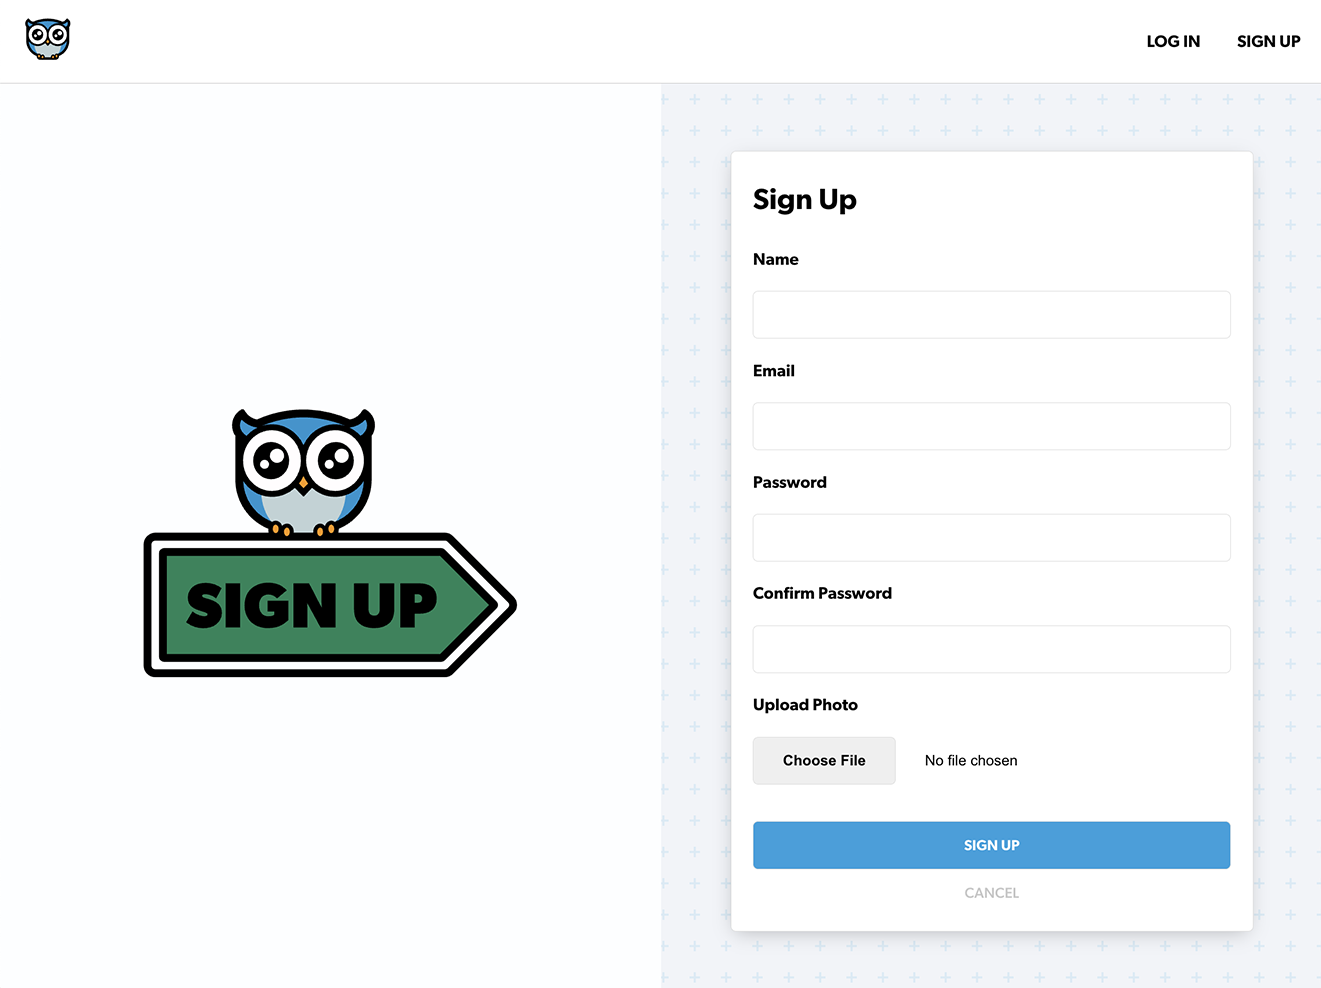 LOG IN
SIGN UP
SIGN UP
Sign Up
Name
Email
Password
Confirm Password
Upload Photo
Choose File No file chosen
SIGN UP
CANCEL